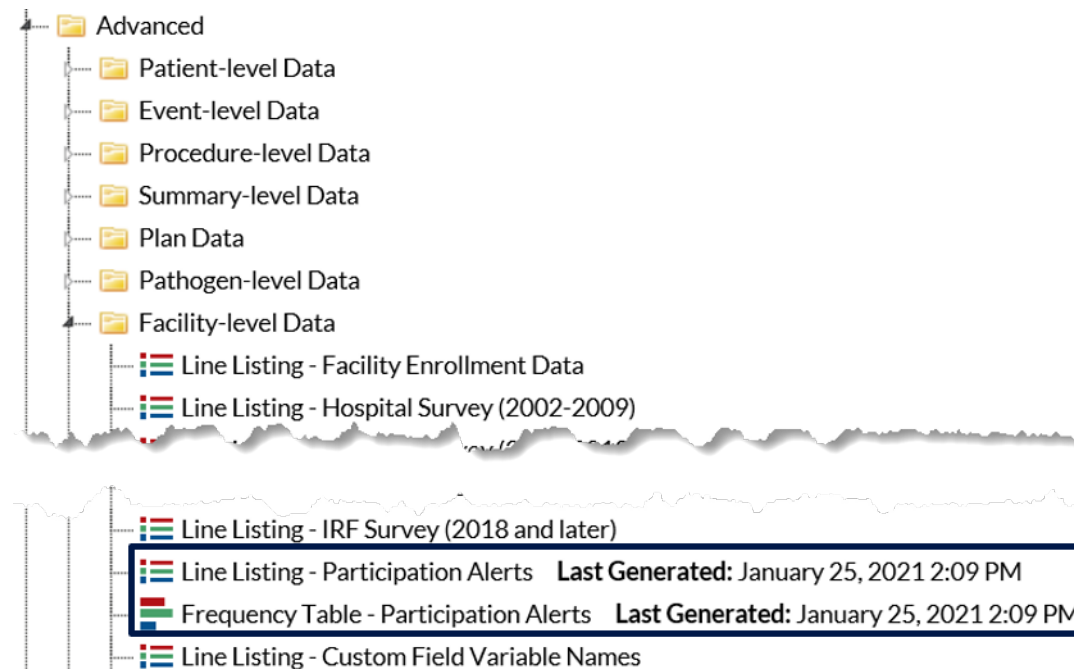 Advanced
Patient-level Data
Event-level Data
Procedure-level Data
Summary-level Data
Plan Data
Pathogen-level Data
Facility-level Data
Line Listing - Facility Enrollment Data
Line Listing - Hospital Survey (2002-2009)
Line Listing - IRF Survey (2018 and later)
Line Listing - Participation Alerts Last Generated: January 25, 2021 2:09 PM
Frequency Table - Participation Alerts Last Generated: January 25, 2021 2:09 PM
Line Listing - Custom Field Variable Names